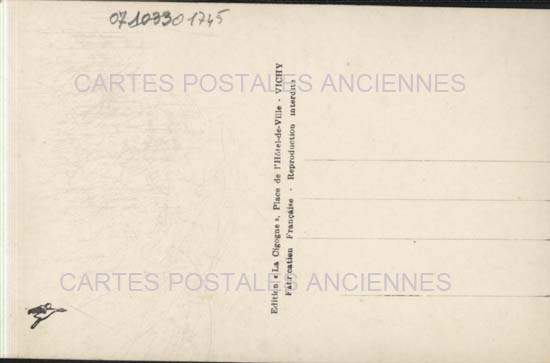 07103301745
CARTES POSTALES ANCIENNES
Edition « La Cigogne », Place de l'Hôtel-de-Ville - VICHY
Fabrication Française - Reproduction interdite
CARTES POSTALES ANCIENNES